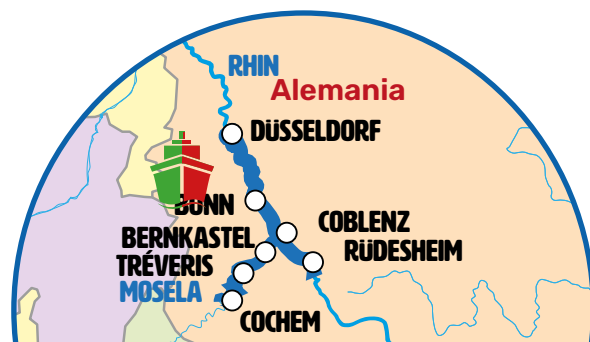 RHIN
Alemania
DÜSSELDORF
BONN
COBLENZ
BERNKASTEL
RÜDESHEIM
TRÉVERIS
MOSELA
COCHEM